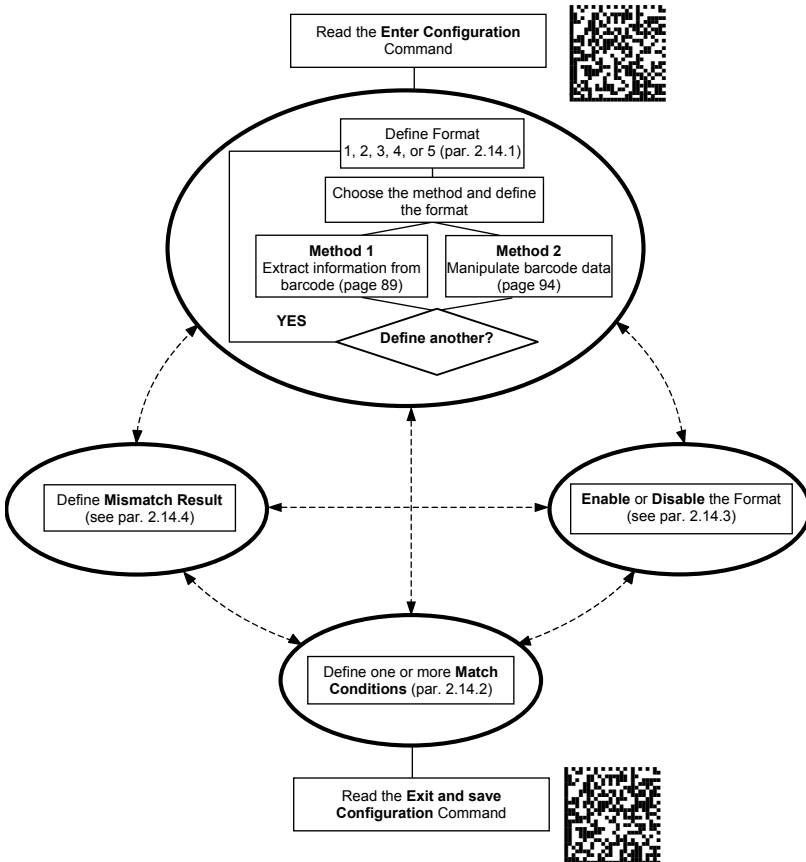 Read the Enter Configuration
Command
Define Format
1, 2, 3, 4, or 5 (par. 2.14.1)
Choose the method and define
the format
Method 1
Extract information from
barcode (page 89)
Method 2
Manipulate barcode data
(page 94)
YES
Define another?
Define Mismatch Result
(see par. 2.14.4)
Enable or Disable the Format
(see par. 2.14.3)
Define one or more Match
Conditions (par. 2.14.2)
Read the Exit and save
Configuration Command